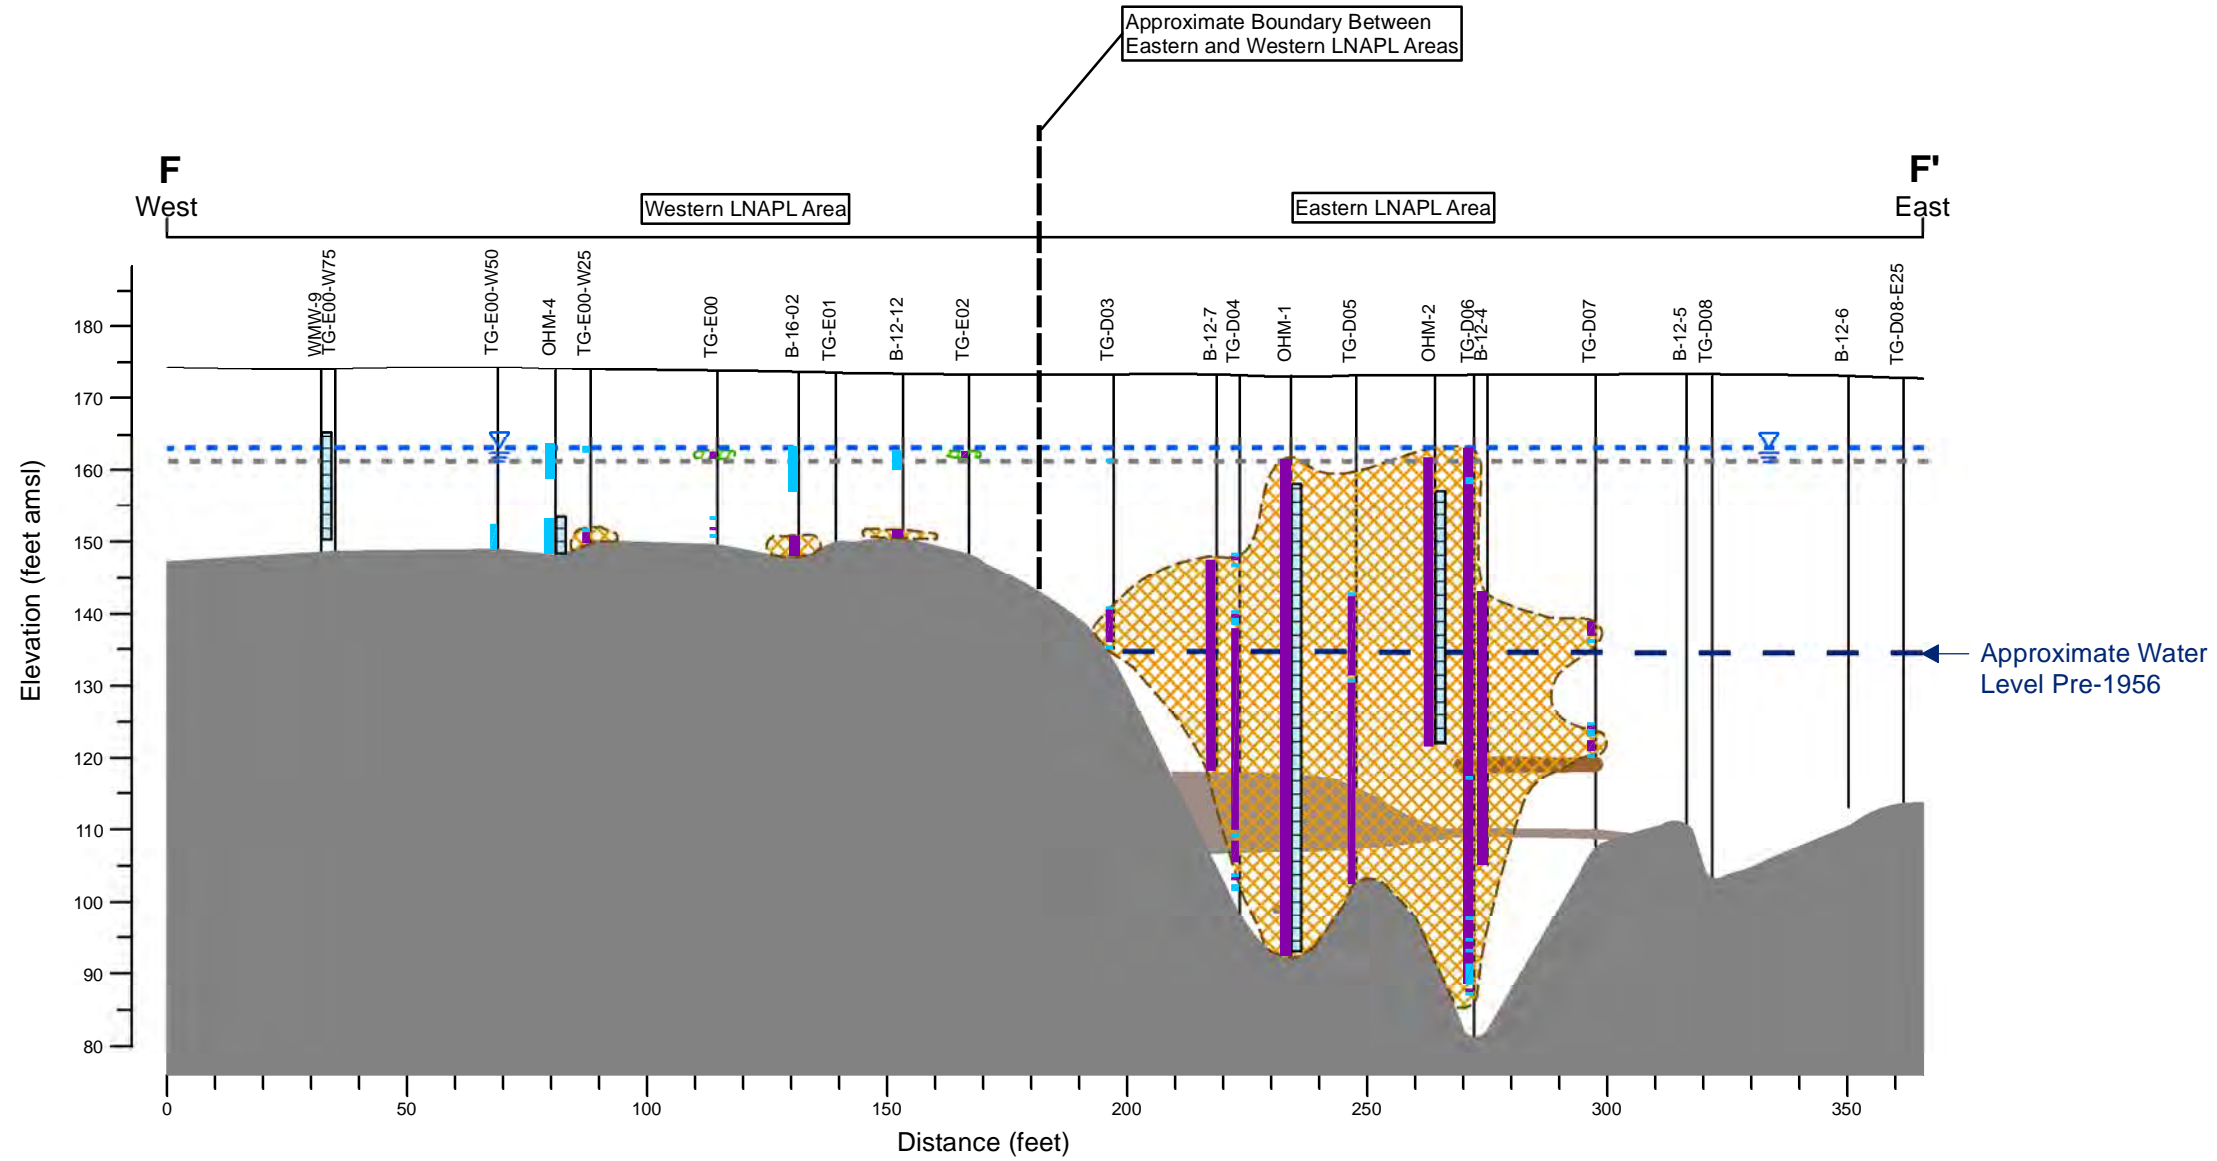 Approximate Boundary Between
Eastern and Western LNAPL Areas
F
West
Western LNAPL Area
Eastern LNAPL Area
F'
East
WMW-9
TG-E00-W75
TG-E00-W50
OHM-4
TG-E00-W25
TG-E00
B-16-02
TG-E01
B-12-12
TG-E02
TG-D03
B-12-7
TG-D04
OHM-1
TG-D05
OHM-2
TG-D06
B-12-4
TG-D07
B-12-5
TG-D08
B-12-6
TG-D08-E25
Elevation (feet amsl)
180
170
160
150
140
130
120
110
100
90
80
Approximate Water
Level Pre-1956
0
50
100
150
200
250
300
350
Distance (feet)